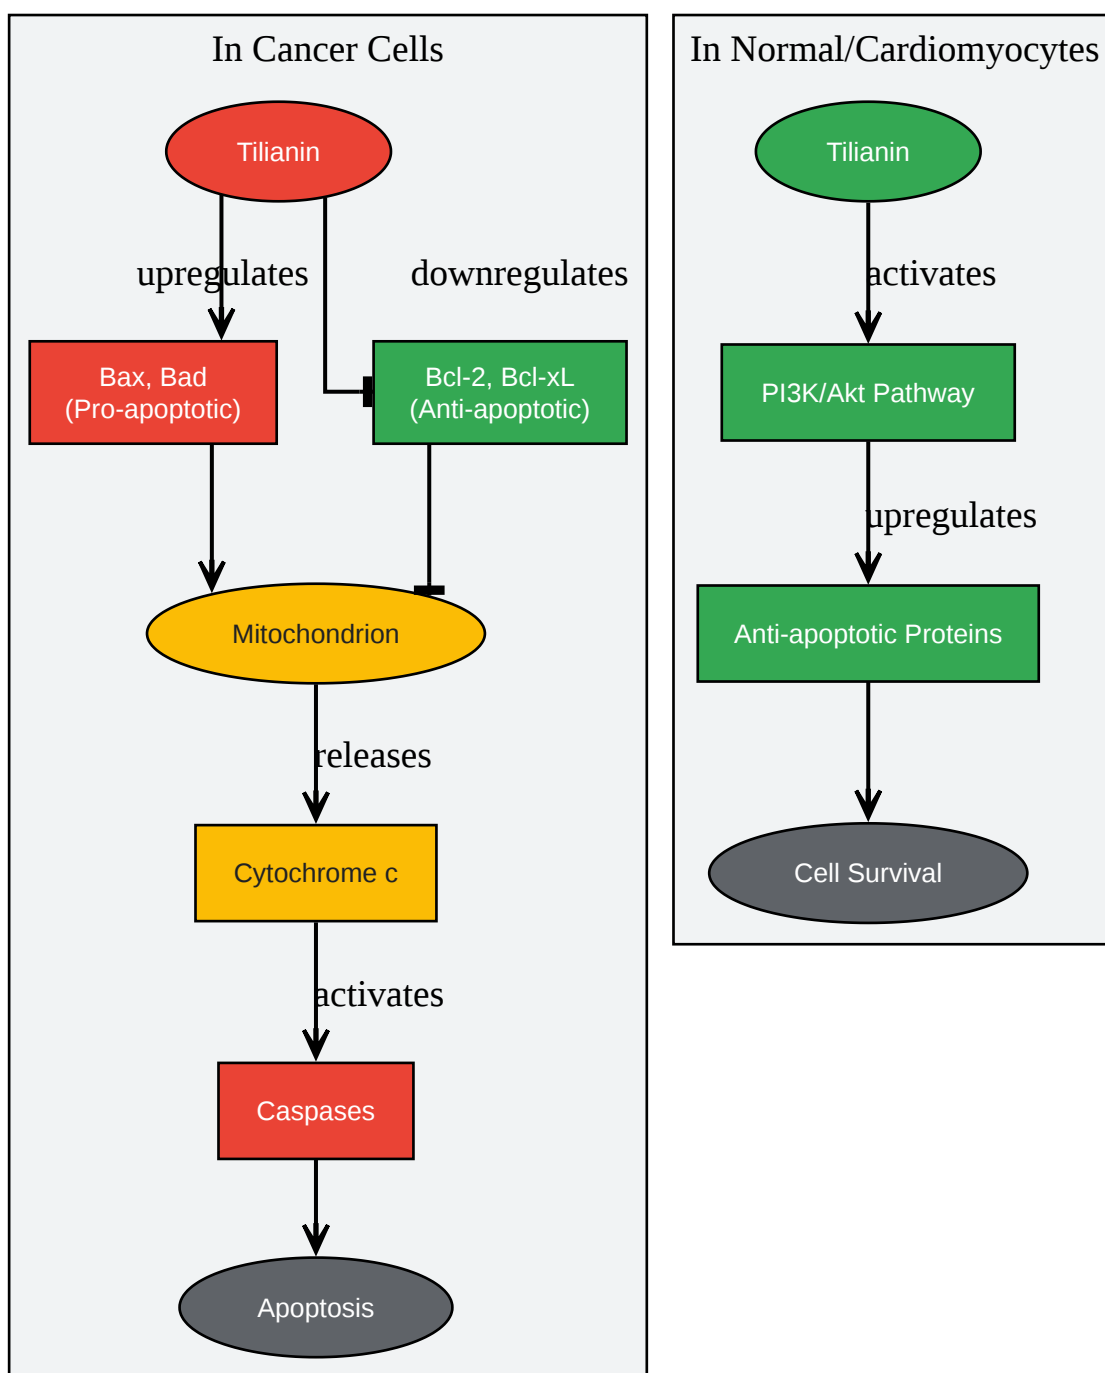 In Cancer Cells
Tilianin
upregulates
downregulates
Bax, Bad
(Pro-apoptotic)
Bcl-2, Bcl-xL
(Anti-apoptotic)
Mitochondrion
releases
Cytochrome c
activates
Caspases
Apoptosis
In Normal/Cardiomyocytes
Tilianin
activates
PI3K/Akt Pathway
upregulates
Anti-apoptotic Proteins
Cell Survival